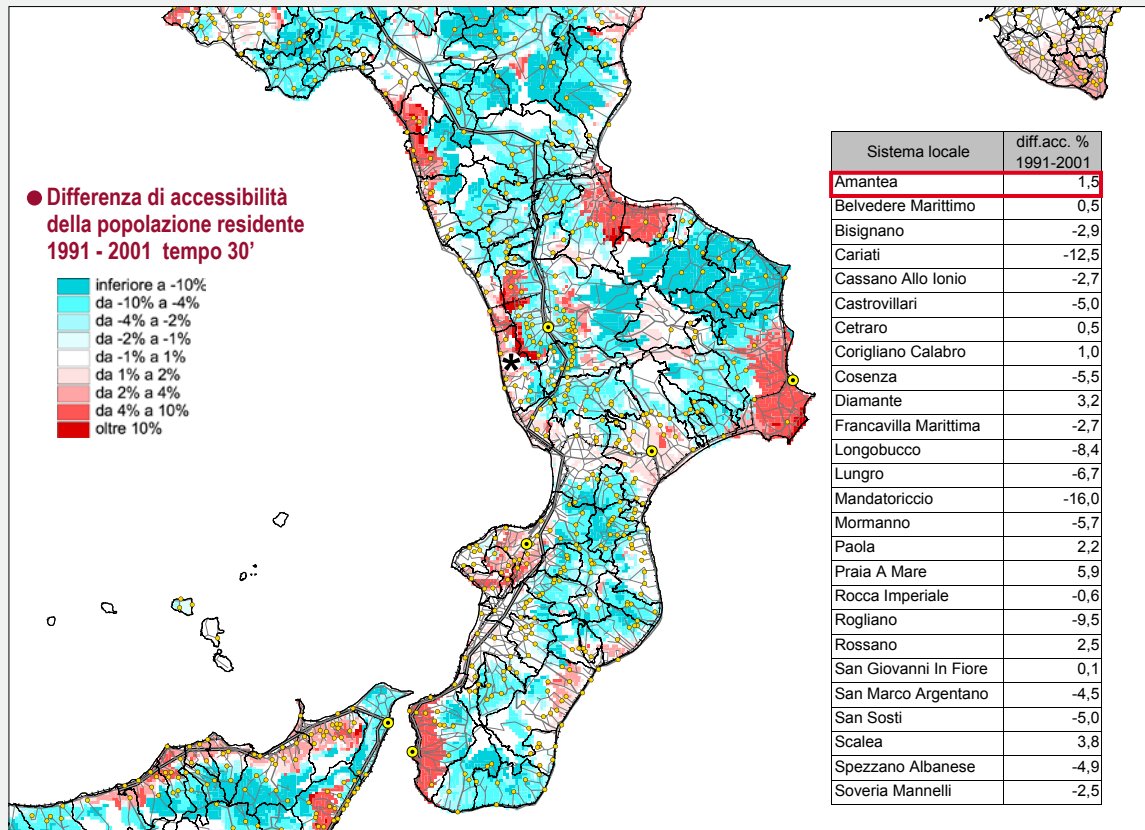 Differenza di accessibilità
della popolazione residente
1991 - 2001 tempo 30'
inferiore a -10%
da -10% a -4%
da -4% a -2%
da -2% a -1%
da -1% a 1%
da 1% a 2%
da 2% a 4%
da 4% a 10%
oltre 10%
*
Sistema locale diff.acc. %
1991-2001
Amantea 1,5
Belvedere Marittimo 0,5
Bisignano -2,9
Cariati -12,5
Cassano Allo Ionio -2,7
Castrovillari -5,0
Cetraro 0,5
Corigliano Calabro 1,0
Cosenza -5,5
Diamante 3,2
Francavilla Marittima -2,7
Longobucco -8,4
Lungro -6,7
Mandatoriccio -16,0
Mormanno -5,7
Paola 2,2
Praia A Mare 5,9
Rocca Imperiale -0,6
Rogliano -9,5
Rossano 2,5
San Giovanni In Fiore 0,1
San Marco Argentano -4,5
San Sosti -5,0
Scalea 3,8
Spezzano Albanese -4,9
Soveria Mannelli -2,5